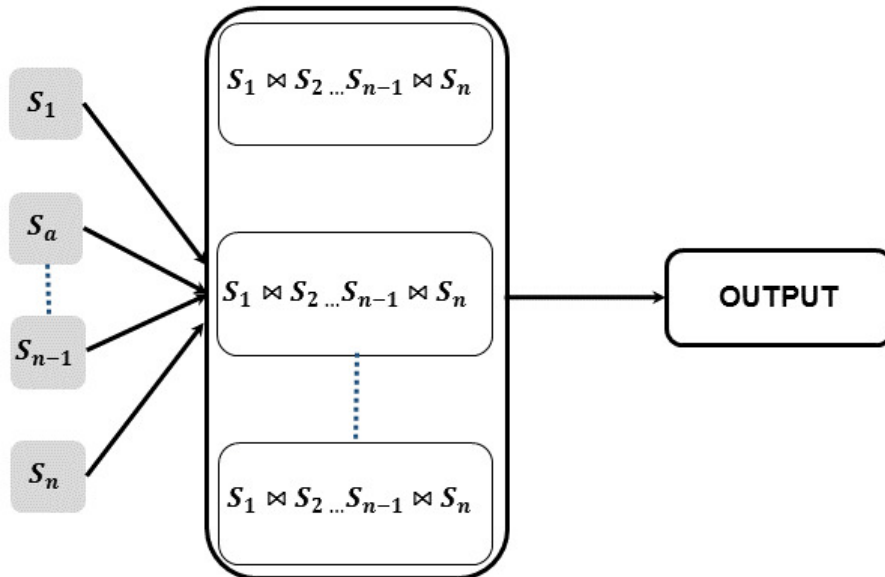 S₁
Sₐ
Sₙ₋₁
Sₙ
S₁ ⋈ S₂ ... Sₙ₋₁ ⋈ Sₙ
S₁ ⋈ S₂ ... Sₙ₋₁ ⋈ Sₙ
S₁ ⋈ S₂ ... Sₙ₋₁ ⋈ Sₙ
OUTPUT